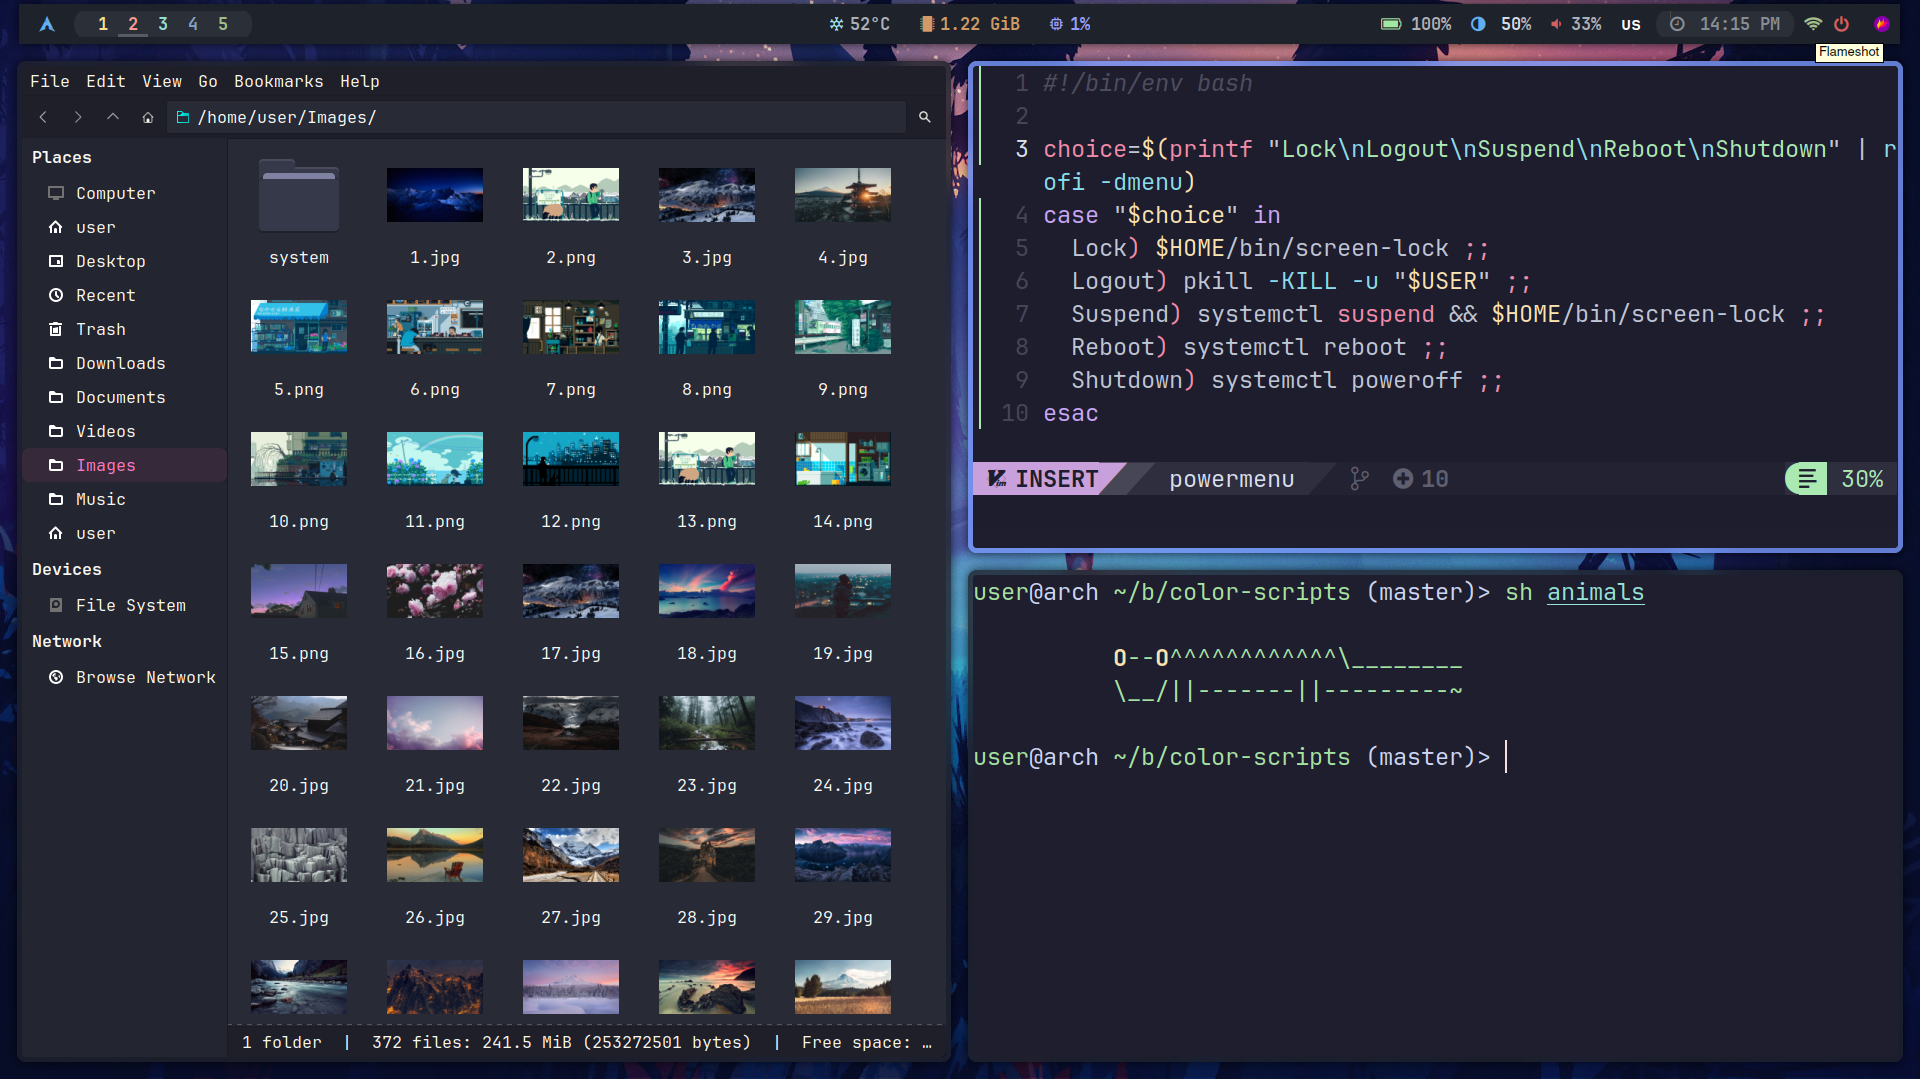 1 2 3 4 5
52°C 1.22 GiB 1%
100% 50% 33% US 14:15 PM
Flameshot
File Edit View Go Bookmarks Help
/home/user/Images/
Places
Computer
user
Desktop
Recent
Trash
Downloads
Documents
Videos
Images
Music
user
Devices
File System
Network
Browse Network
system 1.jpg 2.png 3.jpg 4.jpg
5.png 6.png 7.png 8.png 9.png
10.png 11.png 12.png 13.png 14.png
15.png 16.jpg 17.jpg 18.jpg 19.jpg
20.jpg 21.jpg 22.jpg 23.jpg 24.jpg
25.jpg 26.jpg 27.jpg 28.jpg 29.jpg
1 folder | 372 files: 241.5 MiB (253272501 bytes) | Free space: …
1 #!/bin/env bash
2
3 choice=$(printf "Lock\nLogout\nSuspend\nReboot\nShutdown" | r
ofi -dmenu)
4 case "$choice" in
5 Lock) $HOME/bin/screen-lock ;;
6 Logout) pkill -KILL -u "$USER" ;;
7 Suspend) systemctl suspend && $HOME/bin/screen-lock ;;
8 Reboot) systemctl reboot ;;
9 Shutdown) systemctl poweroff ;;
10 esac
INSERT powermenu 10 30%
user@arch ~/b/color-scripts (master)> sh animals
O--O^^^^^^^^^^^^\________
\__/||-------||---------~
user@arch ~/b/color-scripts (master)>